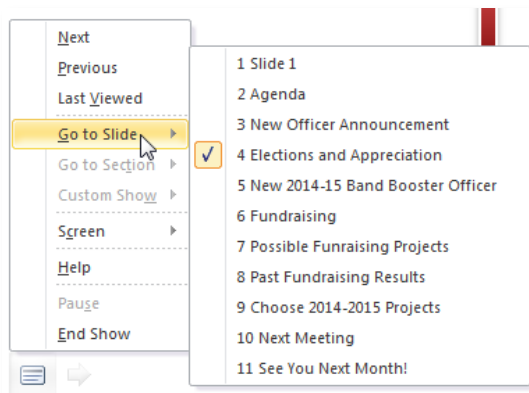 Next
Previous
Last Viewed
Go to Slide
Go to Section
Custom Show
Screen
Help
Pause
End Show
1 Slide 1
2 Agenda
3 New Officer Announcement
4 Elections and Appreciation
5 New 2014-15 Band Booster Officer
6 Fundraising
7 Possible Funraising Projects
8 Past Fundraising Results
9 Choose 2014-2015 Projects
10 Next Meeting
11 See You Next Month!